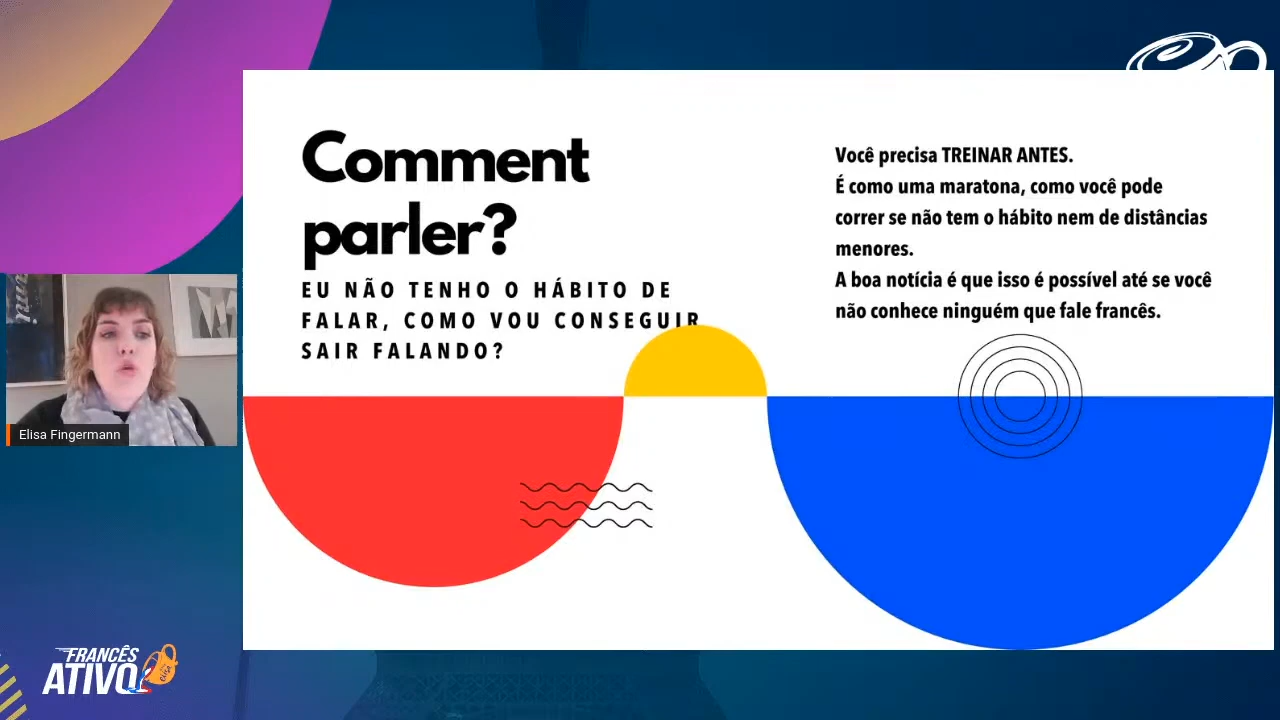 Comment
parler?
EU NÃO TENHO O HÁBITO DE
FALAR, COMO VOU CONSEGUIR
SAIR FALANDO?
Você precisa TREINAR ANTES.
É como uma maratona, como você pode
correr se não tem o hábito nem de distâncias
menores.
A boa notícia é que isso é possível até se você
não conhece ninguém que fale francês.
Elisa Fingermann
FRANCÊS
ATIVO